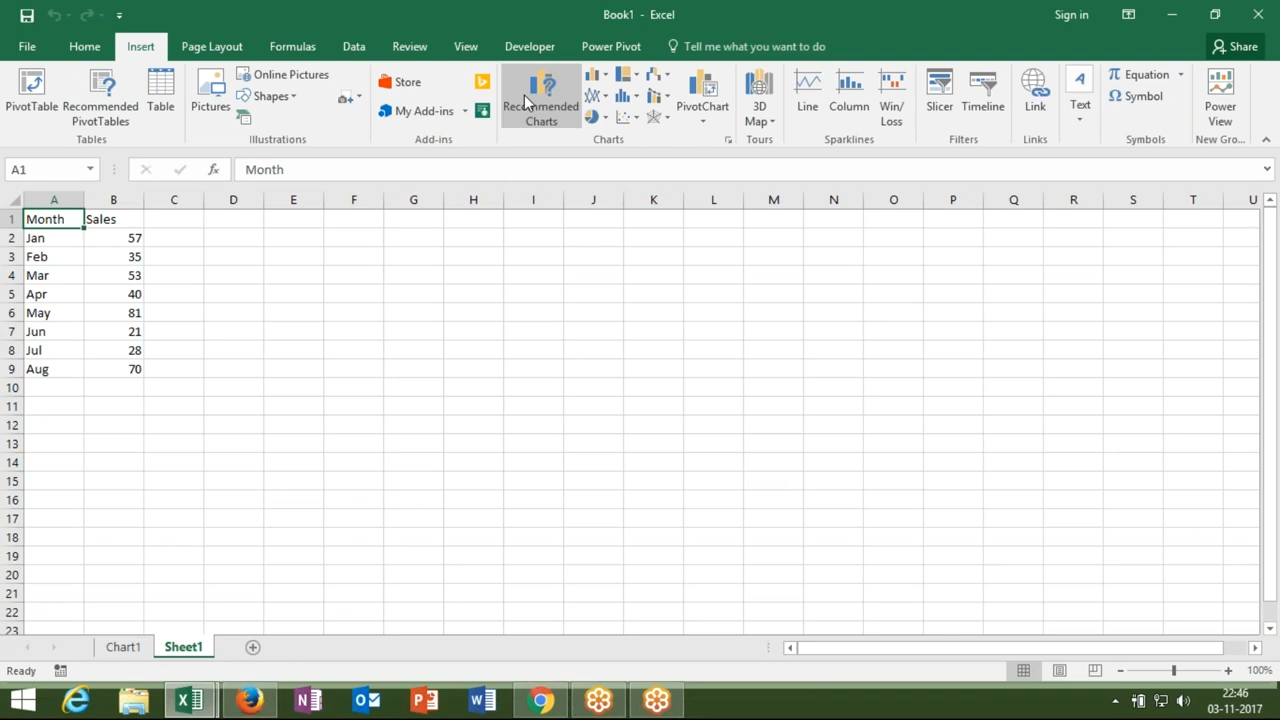 Book1 - Excel
Sign in
File Home Insert Page Layout Formulas Data Review View Developer Power Pivot Tell me what you want to do Share
PivotTable
Recommended
PivotTables
Table
Tables
Pictures
Online Pictures
Shapes
Illustrations
Store
My Add-ins
Add-ins
Recommended
Charts
PivotChart
Charts
3D
Map
Tours
Line
Column
Win/
Loss
Sparklines
Slicer
Timeline
Filters
Link
Links
Text
Equation
Symbol
Symbols
Power
View
New Gro...
A1 fx Month
A B C D E F G H I J K L M N O P Q R S T U
1 Month Sales
2 Jan 57
3 Feb 35
4 Mar 53
5 Apr 40
6 May 81
7 Jun 21
8 Jul 28
9 Aug 70
10
11
12
13
14
15
16
17
18
19
20
21
22
23
Chart1 Sheet1
Ready 100%
22:46
03-11-2017